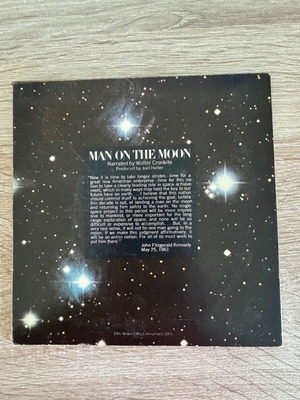 MAN ON THE MOON
Narrated by Walter Cronkite
Produced by Joel Heller
"Now it is time to take longer strides - time for a
great new American enterprise - time for this na-
tion to take a clearly leading role in space achieve-
ment, which in many ways may hold the key to our
future here on earth . . . I believe that this nation
should commit itself to achieving the goal, before
this decade is out, of landing a man on the moon
and returning him safely to the earth. No single
space project in this period will be more impres-
sive to mankind, or more important for the long
range exploration of space, and none will be so
difficult or expensive to accomplish. . . . But, in a
very real sense, it will not be one man going to the
moon, if we make this judgment affirmatively, it
will be an entire nation. For all of us must work to
put him there."
John Fitzgerald Kennedy
May 25, 1961